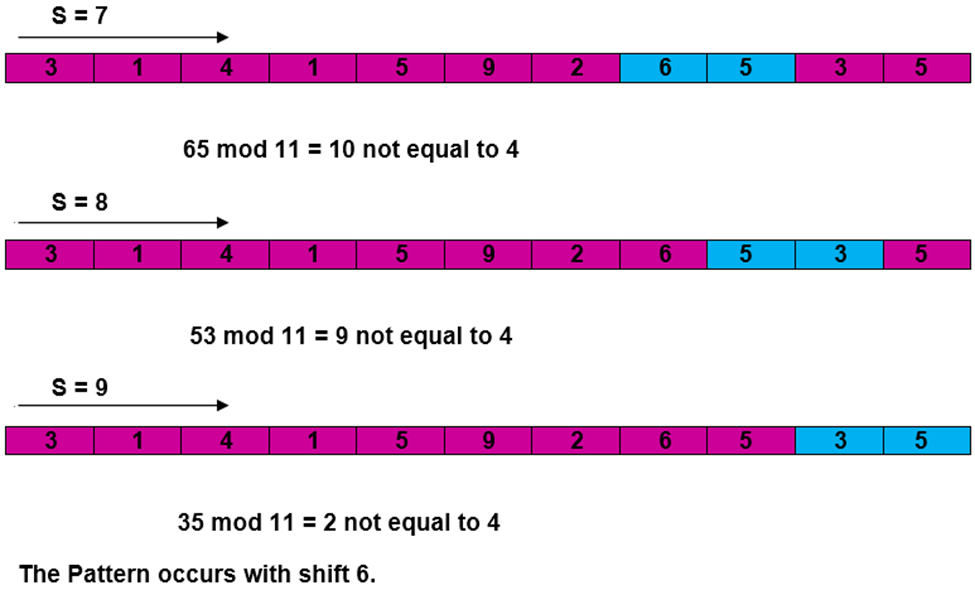 S = 7
3 1 4 1 5 9 2 6 5 3 5
65 mod 11 = 10 not equal to 4
S = 8
3 1 4 1 5 9 2 6 5 3 5
53 mod 11 = 9 not equal to 4
S = 9
3 1 4 1 5 9 2 6 5 3 5
35 mod 11 = 2 not equal to 4
The Pattern occurs with shift 6.